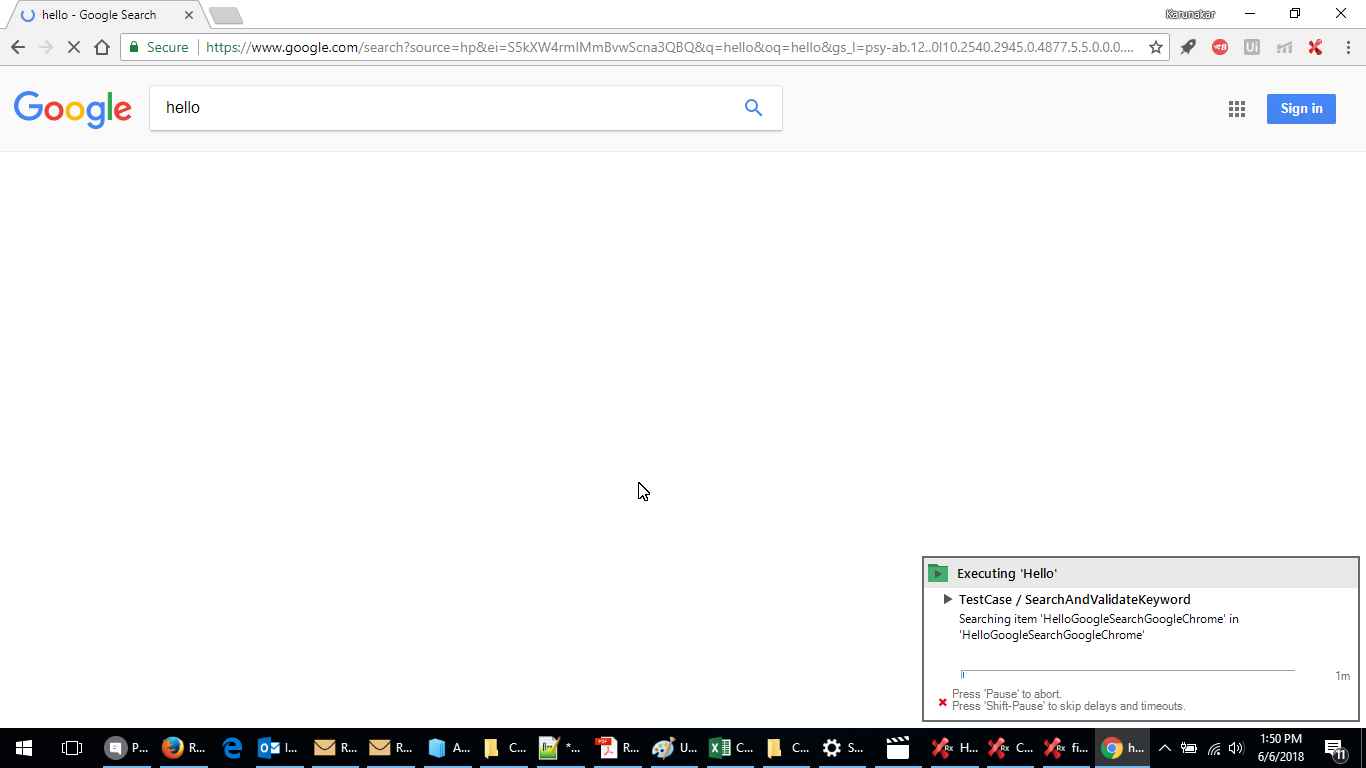 hello - Google Search
Karunakar
Secure
https://www.google.com/search?source=hp&ei=S5kXW4rmIMmBvwScna3QBQ&q=hello&oq=hello&gs_l=psy-ab.12..0l10.2540.2945.0.4877.5.5.0.0.0....
Google
hello
Sign in
Executing 'Hello'
TestCase / SearchAndValidateKeyword
Searching item 'HelloGoogleSearchGoogleChrome' in
'HelloGoogleSearchGoogleChrome'
1m
Press 'Pause' to abort.
Press 'Shift-Pause' to skip delays and timeouts.
P... R... I... R... R... A... C... *... R... U... C... C... S... H... C... fi... h...
1:50 PM
6/6/2018
11